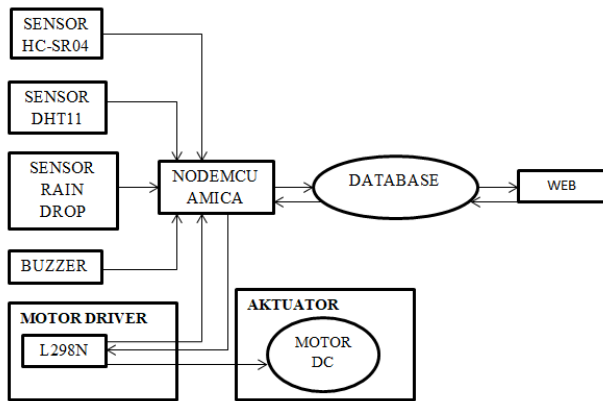 SENSOR
HC-SR04
SENSOR
DHT11
SENSOR
RAIN
DROP
NODEMCU
AMICA
DATABASE
WEB
BUZZER
MOTOR DRIVER
L298N
AKTUATOR
MOTOR
DC